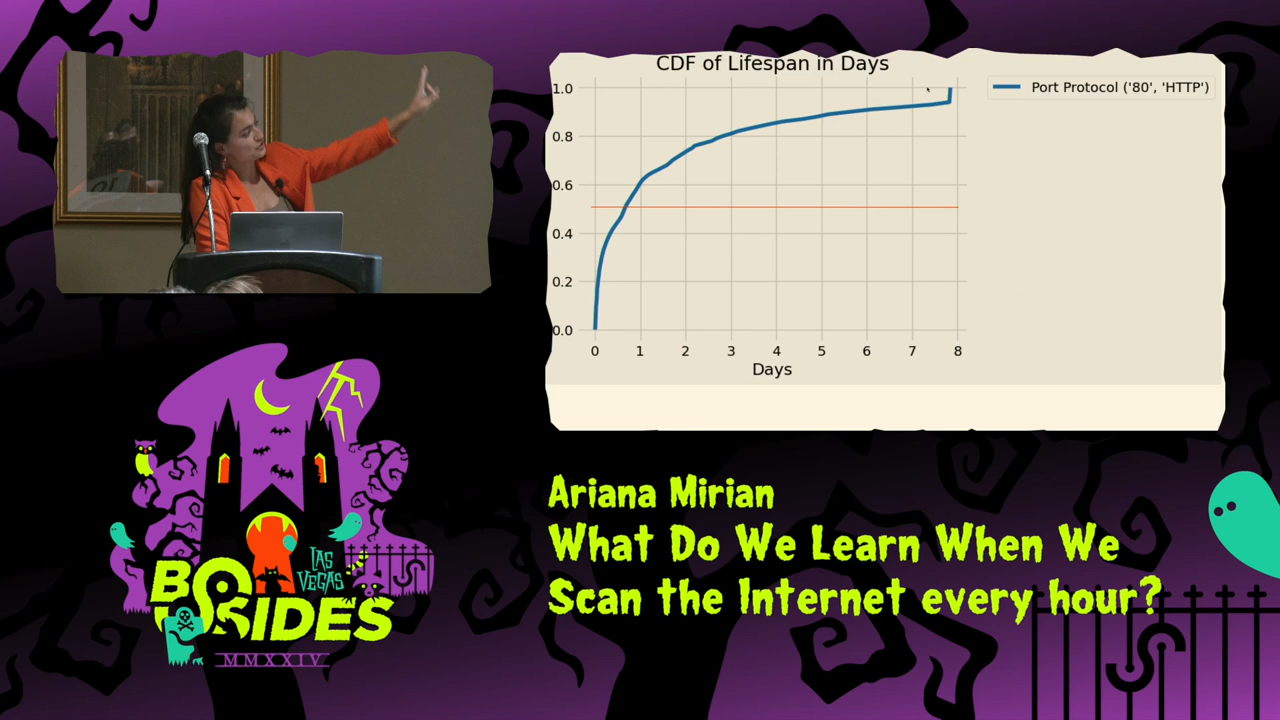 CDF of Lifespan in Days
1.0
0.8
0.6
0.4
0.2
0.0
0 1 2 3 4 5 6 7 8
Days
Port Protocol ('80', 'HTTP')
BSIDES
LAS
VEGAS
MMXXIV
Ariana Mirian
What Do We Learn When We
Scan the Internet every hour?